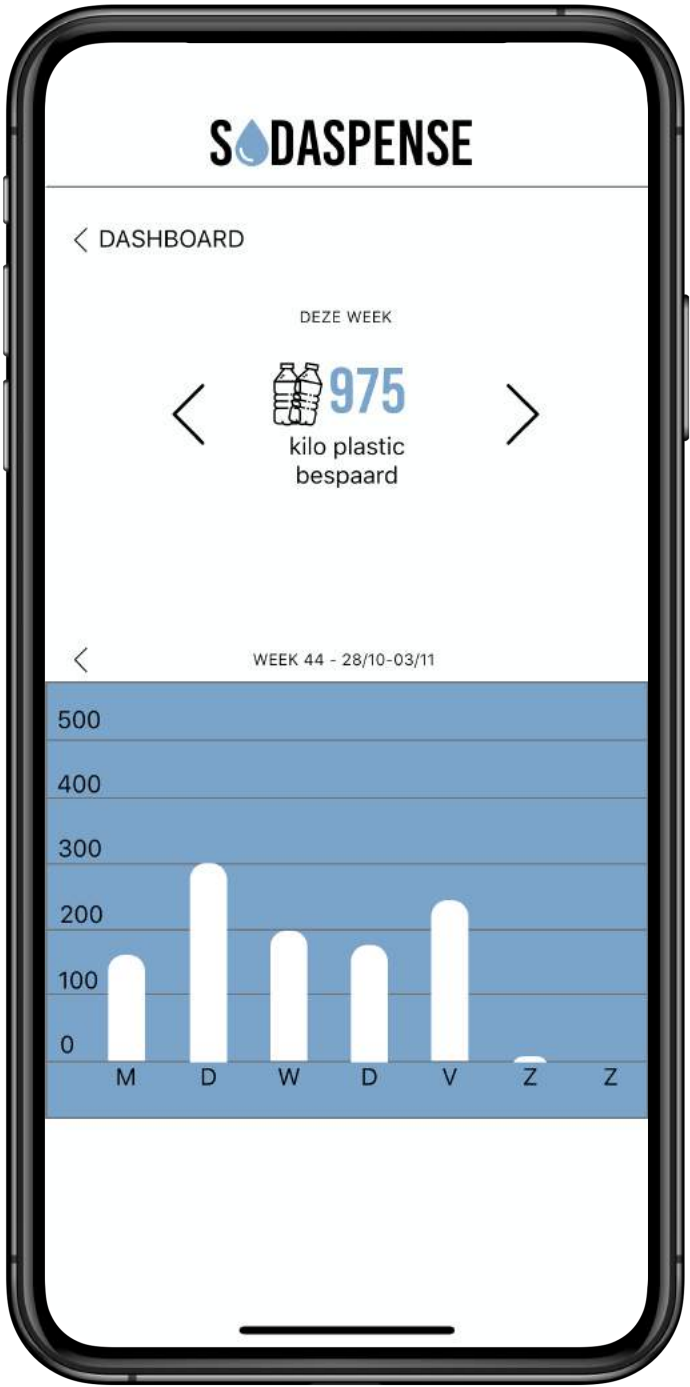 SODASPENSE
< DASHBOARD
DEZE WEEK
975
kilo plastic
bespaard
WEEK 44 - 28/10-03/11
500
400
300
200
100
0
M D W D V Z Z